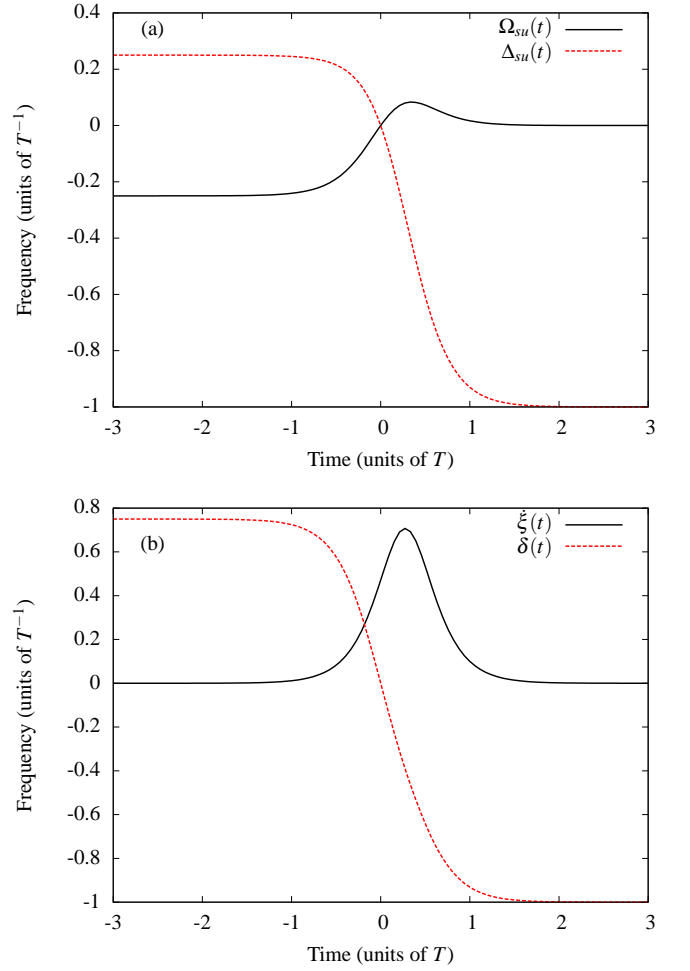 (a)
Ω_su(t)
Δ_su(t)
0.4
0.2
0
-0.2
-0.4
-0.6
-0.8
-1
Frequency (units of T⁻¹)
-3 -2 -1 0 1 2 3
Time (units of T)
(b)
ξ̇(t)
δ(t)
0.8
0.6
0.4
0.2
0
-0.2
-0.4
-0.6
-0.8
-1
Frequency (units of T⁻¹)
-3 -2 -1 0 1 2 3
Time (units of T)